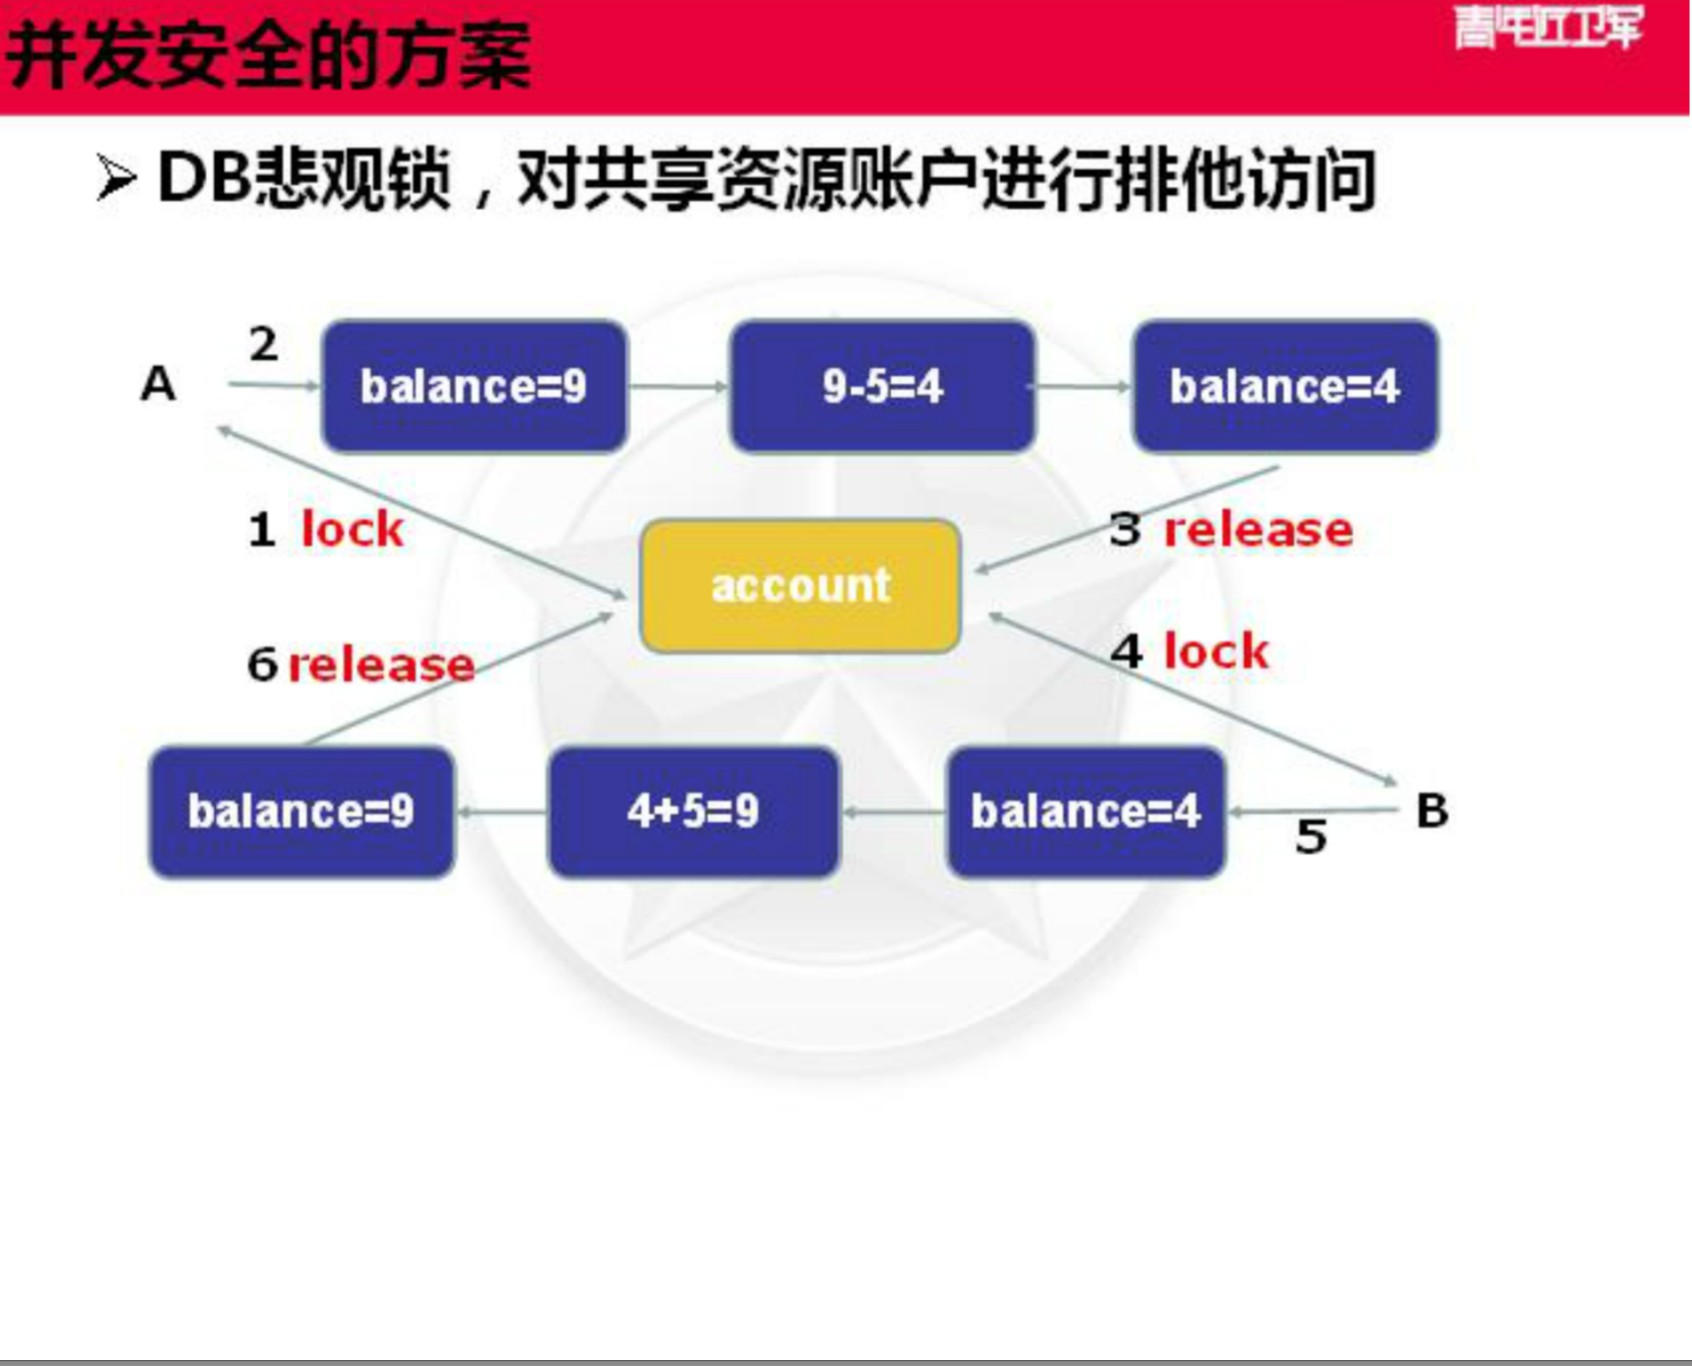 并发安全的方案
青年近卫军
DB悲观锁，对共享资源账户进行排他访问
2
A
balance=9
9-5=4
balance=4
1 lock
3 release
account
6 release
4 lock
balance=9
4+5=9
balance=4
5
B